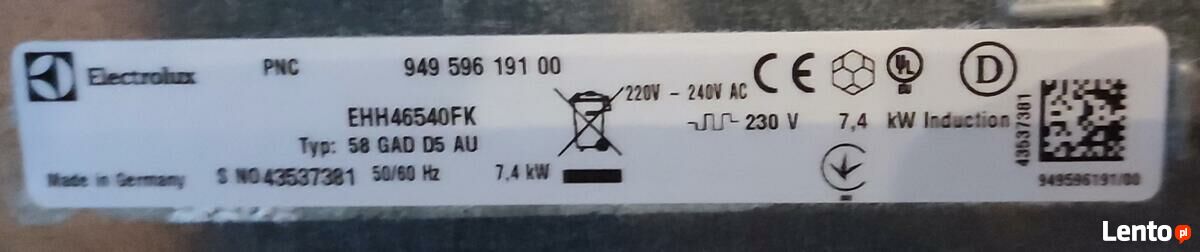 Electrolux
PNC 949 596 191 00
EHH46540FK
Typ: 58 GAD D5 AU
Made in Germany S NO 43537381 50/60 Hz 7,4 kW
220V - 240V AC
230 V 7,4 kW Induction
CE
UL
D
43537381
949596191/00
Lento.pl